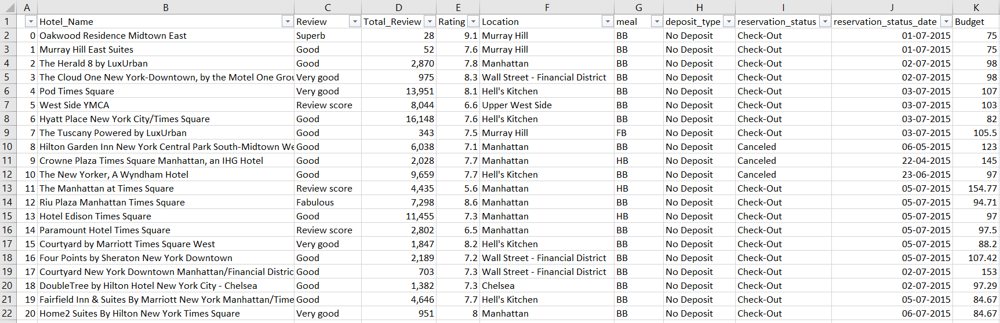 A B C D E F G H I J K
1 Hotel_Name Review Total_Review Rating Location meal deposit_type reservation_status reservation_status_date Budget
2 0 Oakwood Residence Midtown East Superb 28 9.1 Murray Hill BB No Deposit Check-Out 01-07-2015 75
3 1 Murray Hill East Suites Good 52 7.6 Murray Hill BB No Deposit Check-Out 01-07-2015 75
4 2 The Herald 8 by LuxUrban Good 2,870 7.8 Manhattan BB No Deposit Check-Out 02-07-2015 98
5 3 The Cloud One New York-Downtown, by the Motel One Grou Very good 975 8.3 Wall Street - Financial District BB No Deposit Check-Out 02-07-2015 98
6 4 Pod Times Square Very good 13,951 8.1 Hell's Kitchen BB No Deposit Check-Out 03-07-2015 107
7 5 West Side YMCA Review score 8,044 6.6 Upper West Side BB No Deposit Check-Out 03-07-2015 103
8 6 Hyatt Place New York City/Times Square Good 16,148 7.6 Hell's Kitchen BB No Deposit Check-Out 03-07-2015 82
9 7 The Tuscany Powered by LuxUrban Good 343 7.5 Murray Hill FB No Deposit Check-Out 03-07-2015 105.5
10 8 Hilton Garden Inn New York Central Park South-Midtown We Good 6,038 7.1 Manhattan BB No Deposit Canceled 06-05-2015 123
11 9 Crowne Plaza Times Square Manhattan, an IHG Hotel Good 2,028 7.7 Manhattan HB No Deposit Canceled 22-04-2015 145
12 10 The New Yorker, A Wyndham Hotel Good 9,659 7.7 Hell's Kitchen BB No Deposit Canceled 23-06-2015 97
13 11 The Manhattan at Times Square Review score 4,435 5.6 Manhattan HB No Deposit Check-Out 05-07-2015 154.77
14 12 Riu Plaza Manhattan Times Square Fabulous 7,298 8.6 Manhattan BB No Deposit Check-Out 05-07-2015 94.71
15 13 Hotel Edison Times Square Good 11,455 7.3 Manhattan HB No Deposit Check-Out 05-07-2015 97
16 14 Paramount Hotel Times Square Review score 2,802 6.5 Manhattan BB No Deposit Check-Out 05-07-2015 97.5
17 15 Courtyard by Marriott Times Square West Very good 1,847 8.2 Hell's Kitchen BB No Deposit Check-Out 05-07-2015 88.2
18 16 Four Points by Sheraton New York Downtown Good 2,189 7.2 Wall Street - Financial District BB No Deposit Check-Out 05-07-2015 107.42
19 17 Courtyard New York Downtown Manhattan/Financial Distric Good 703 7.3 Wall Street - Financial District BB No Deposit Check-Out 02-07-2015 153
20 18 DoubleTree by Hilton Hotel New York City - Chelsea Good 1,382 7.3 Chelsea BB No Deposit Check-Out 02-07-2015 97.29
21 19 Fairfield Inn & Suites By Marriott New York Manhattan/Time Good 4,646 7.7 Hell's Kitchen BB No Deposit Check-Out 05-07-2015 84.67
22 20 Home2 Suites By Hilton New York Times Square Very good 951 8 Manhattan BB No Deposit Check-Out 06-07-2015 84.67